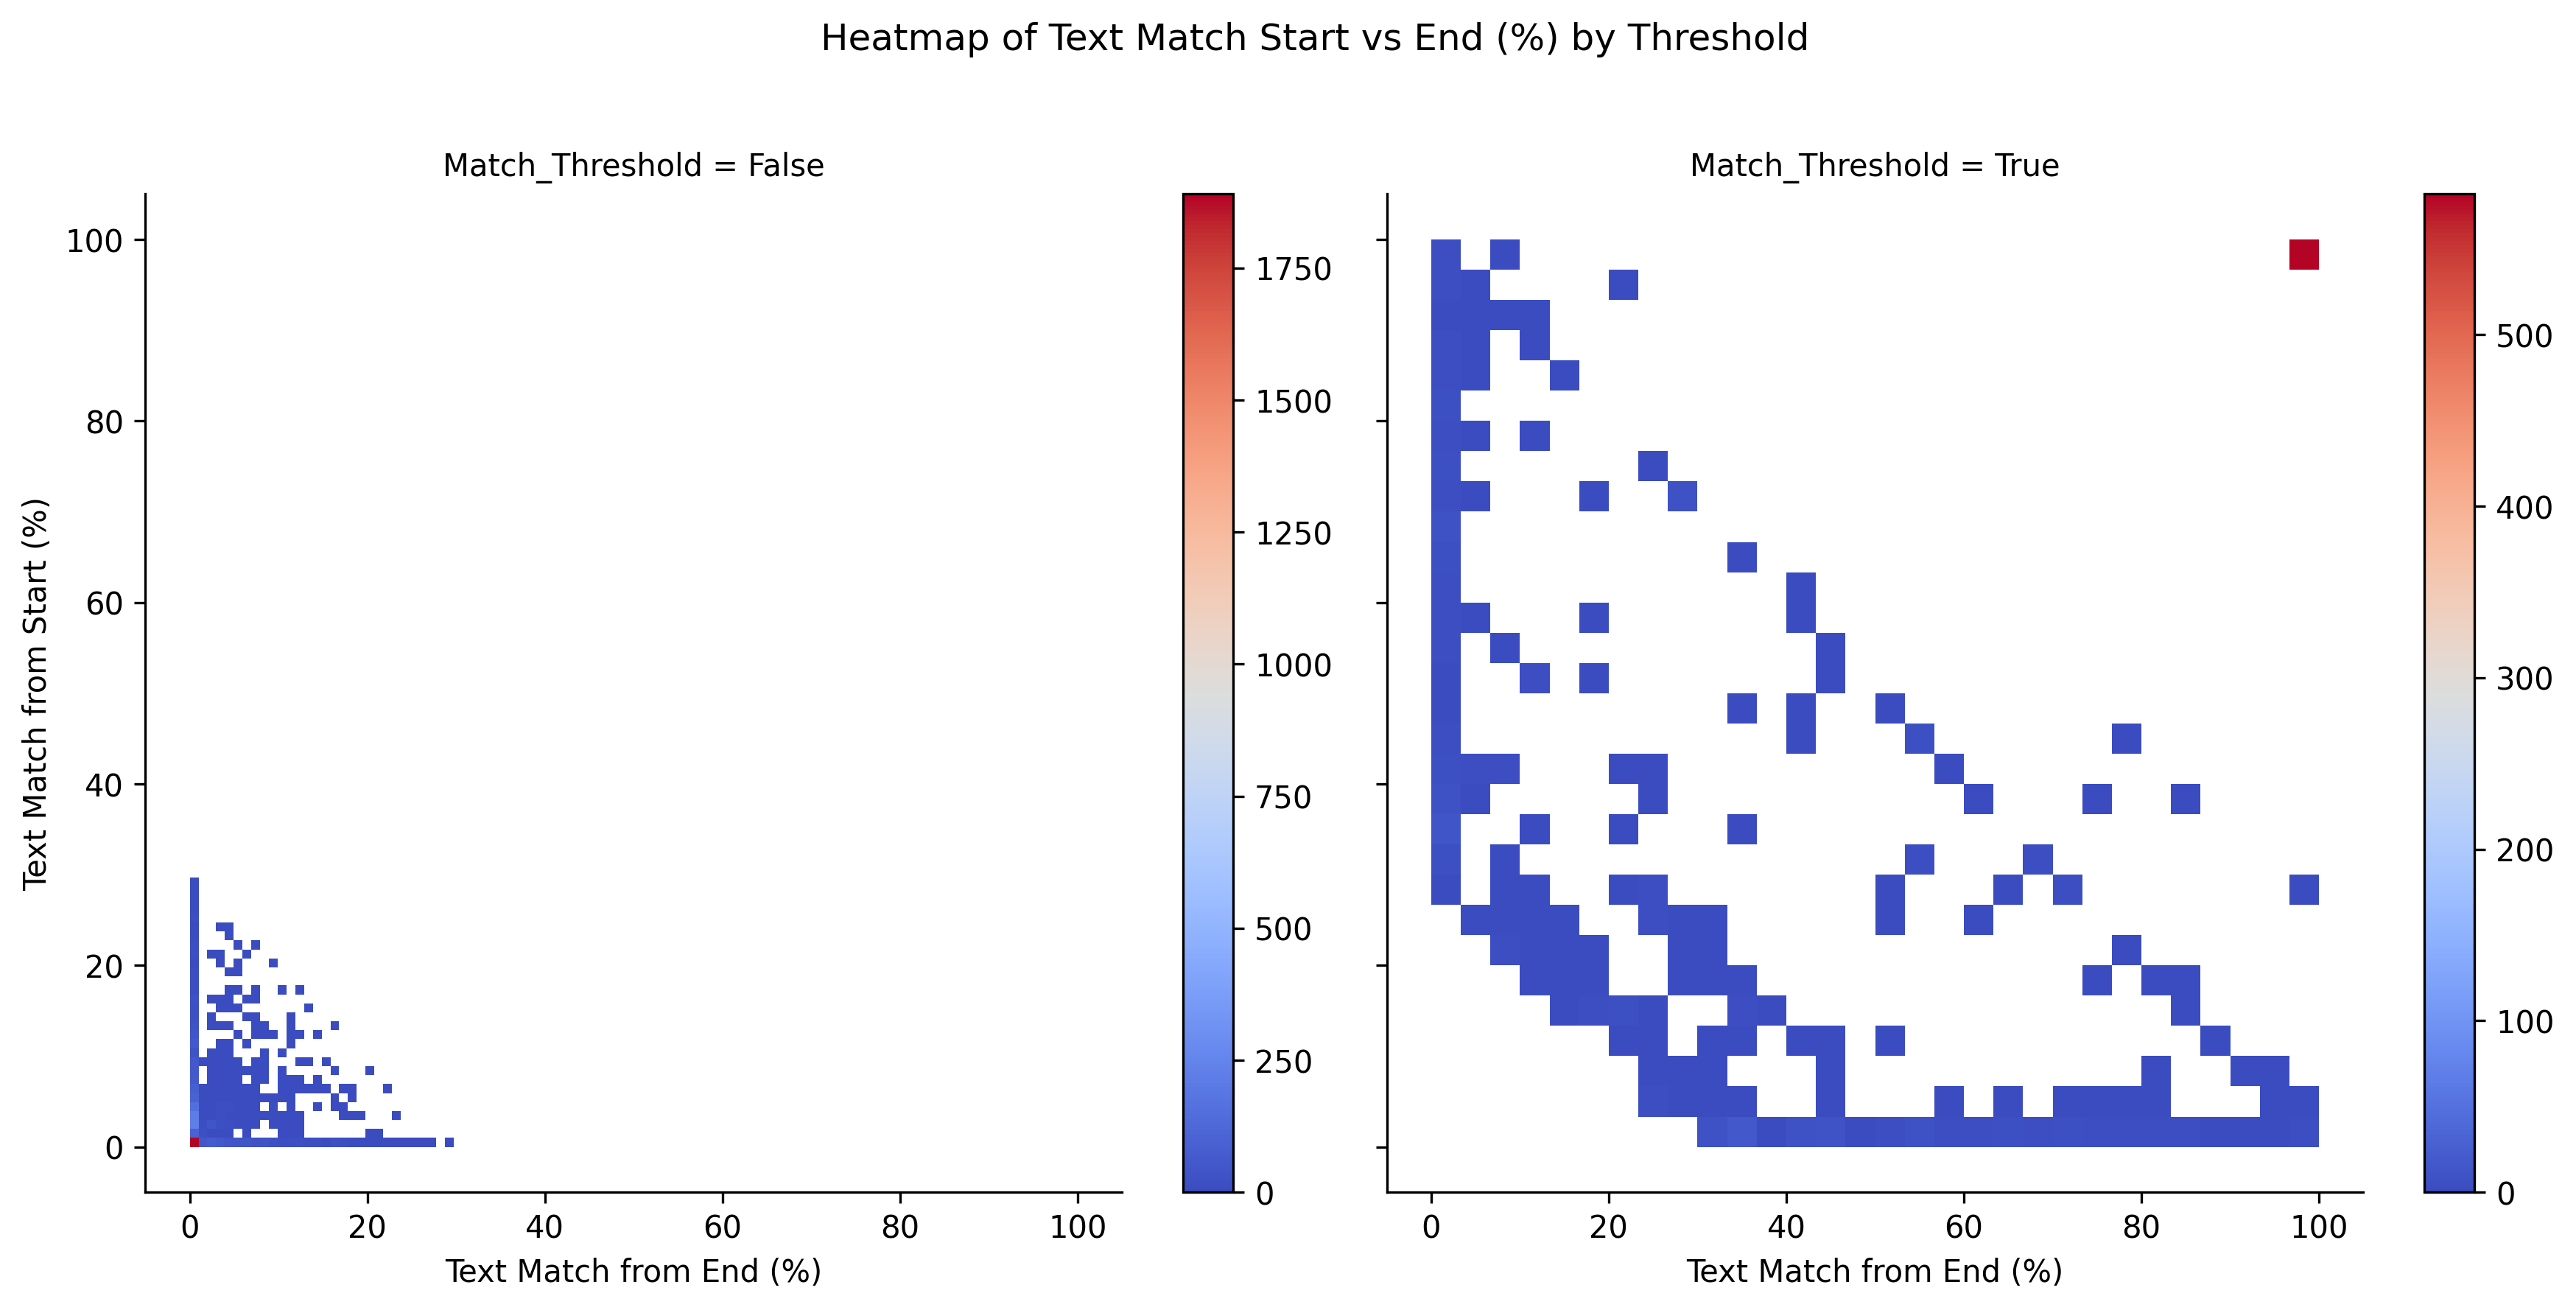 Heatmap of Text Match Start vs End (%) by Threshold
Match_Threshold = False
Match_Threshold = True
Text Match from Start (%)
100
80
60
40
20
0
0 20 40 60 80 100
Text Match from End (%)
1750
1500
1250
1000
750
500
250
0
0 20 40 60 80 100
Text Match from End (%)
500
400
300
200
100
0